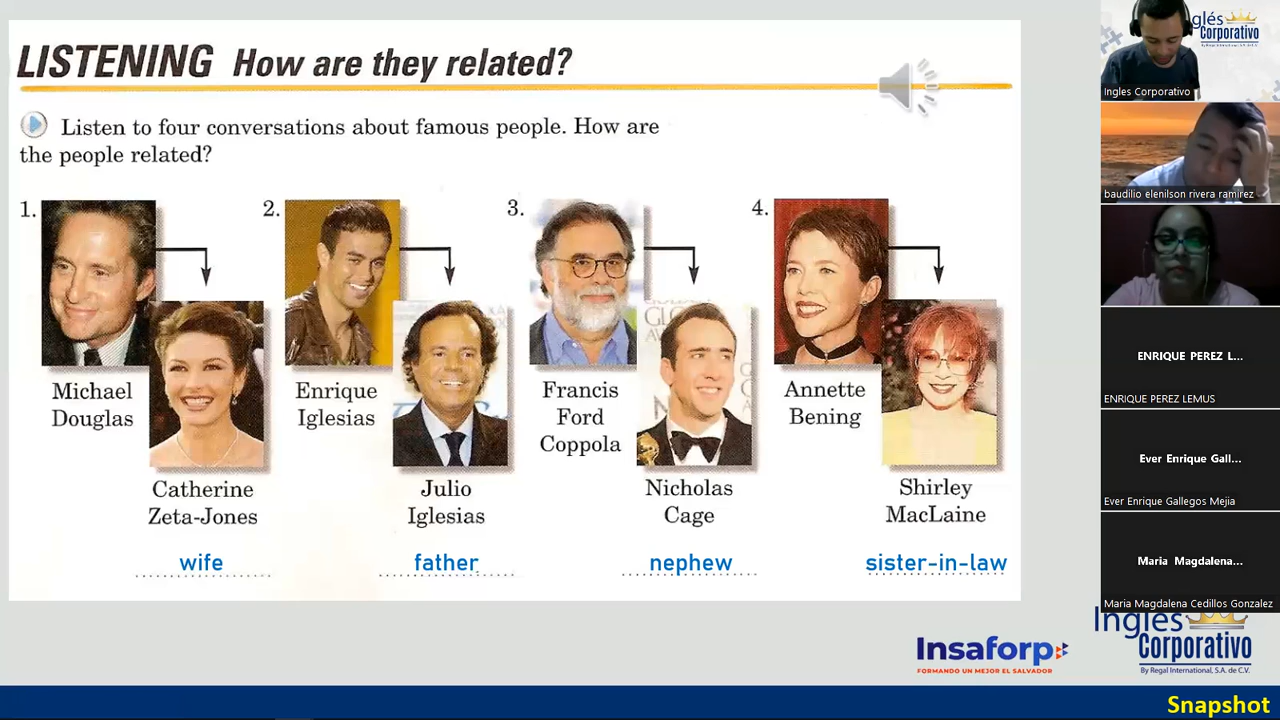 LISTENING How are they related?
Listen to four conversations about famous people. How are
the people related?
1.
2.
3.
4.
Michael
Douglas
Enrique
Iglesias
Francis
Ford
Coppola
Annette
Bening
Catherine
Zeta-Jones
Julio
Iglesias
Nicholas
Cage
Shirley
MacLaine
wife
father
nephew
sister-in-law
Insaforp
FORMANDO UN MEJOR EL SALVADOR
Inglés
Corporativo
By Regal International, S.A. de C.V.
Snapshot
glés
Corporativo
Ingles Corporativo
baudilio elenilson rivera ramirez
ENRIQUE PEREZ L...
ENRIQUE PEREZ LEMUS
Ever Enrique Gall...
Ever Enrique Gallegos Mejia
Maria Magdalena...
Maria Magdalena Cedillos Gonzalez